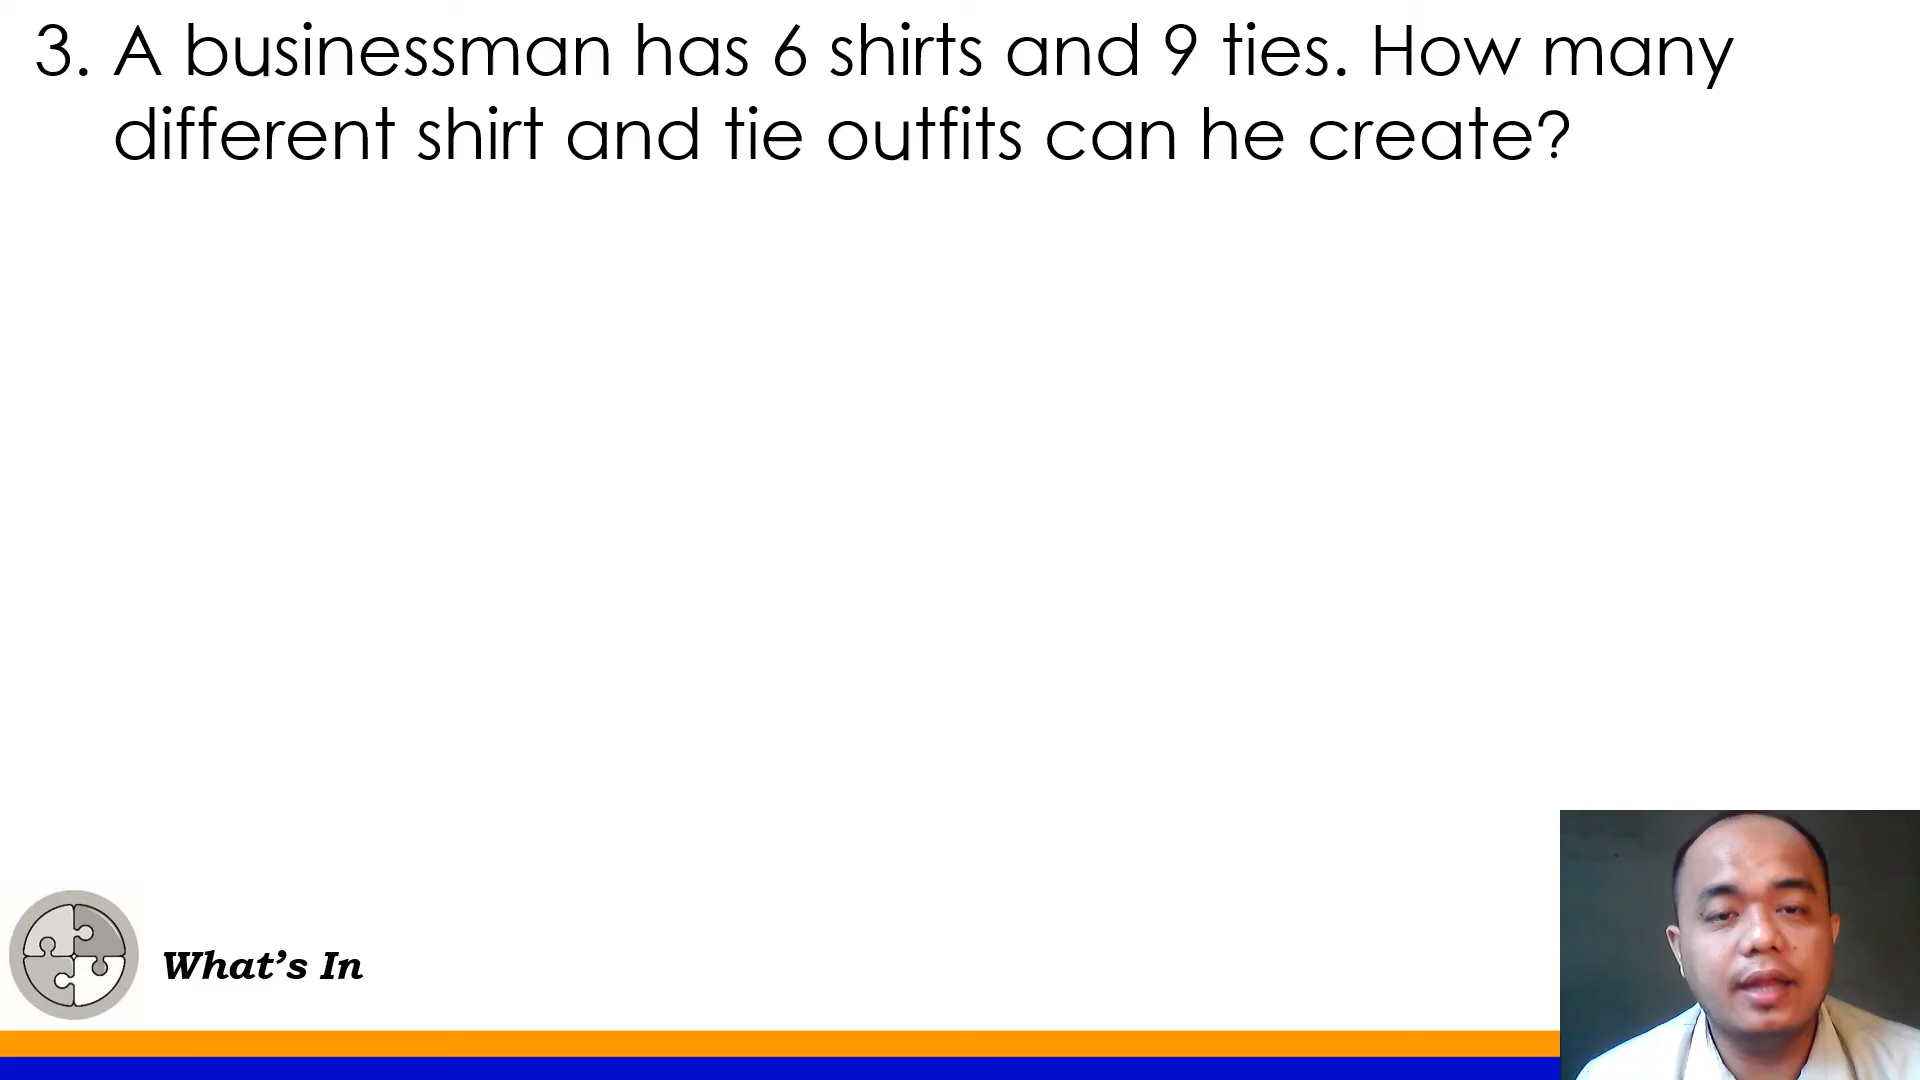 3. A businessman has 6 shirts and 9 ties. How many
different shirt and tie outfits can he create?
What's In